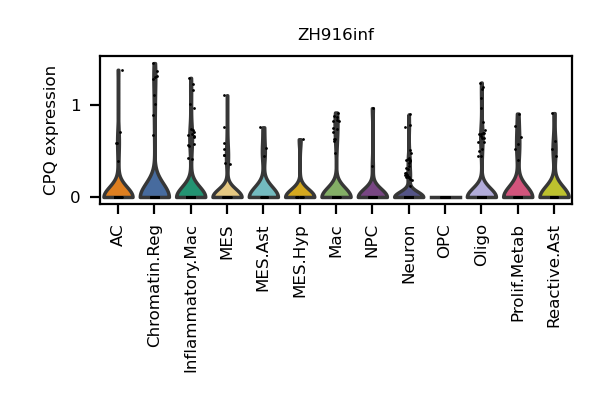 ZH916inf
CPQ expression
1
0
AC
Chromatin.Reg
Inflammatory.Mac
MES
MES.Ast
MES.Hyp
Mac
NPC
Neuron
OPC
Oligo
Prolif.Metab
Reactive.Ast